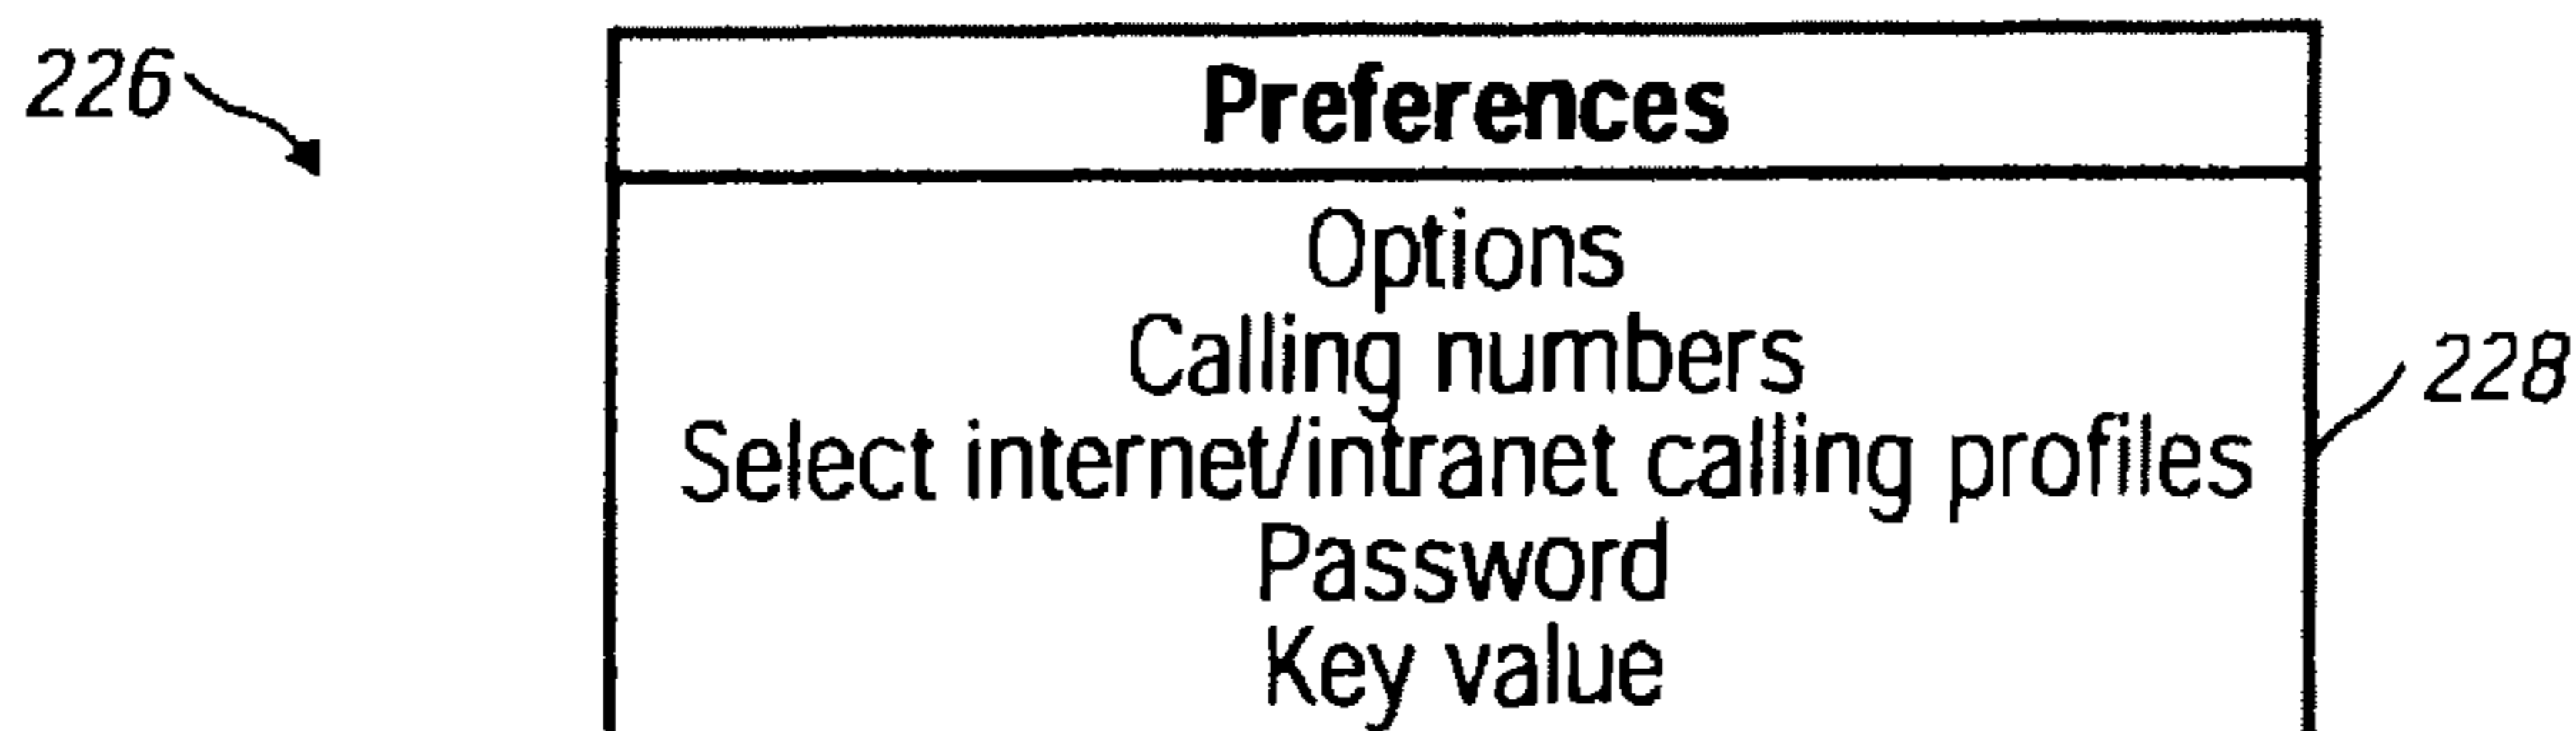 226
Preferences
Options
Calling numbers
228
Select internet/intranet calling profiles
Password
Key value